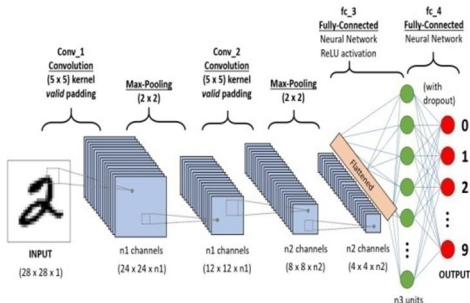 Conv_1
Convolution
(5 x 5) kernel
valid padding
Max-Pooling
(2 x 2)
Conv_2
Convolution
(5 x 5) kernel
valid padding
Max-Pooling
(2 x 2)
fc_3
Fully-Connected
Neural Network
ReLU activation
fc_4
Fully-Connected
Neural Network
(with
dropout)
Flattened
0
1
2
9
2
INPUT
(28 x 28 x 1)
n1 channels
(24 x 24 x n1)
n1 channels
(12 x 12 x n1)
n2 channels
(8 x 8 x n2)
n2 channels
(4 x 4 x n2)
n3 units
OUTPUT